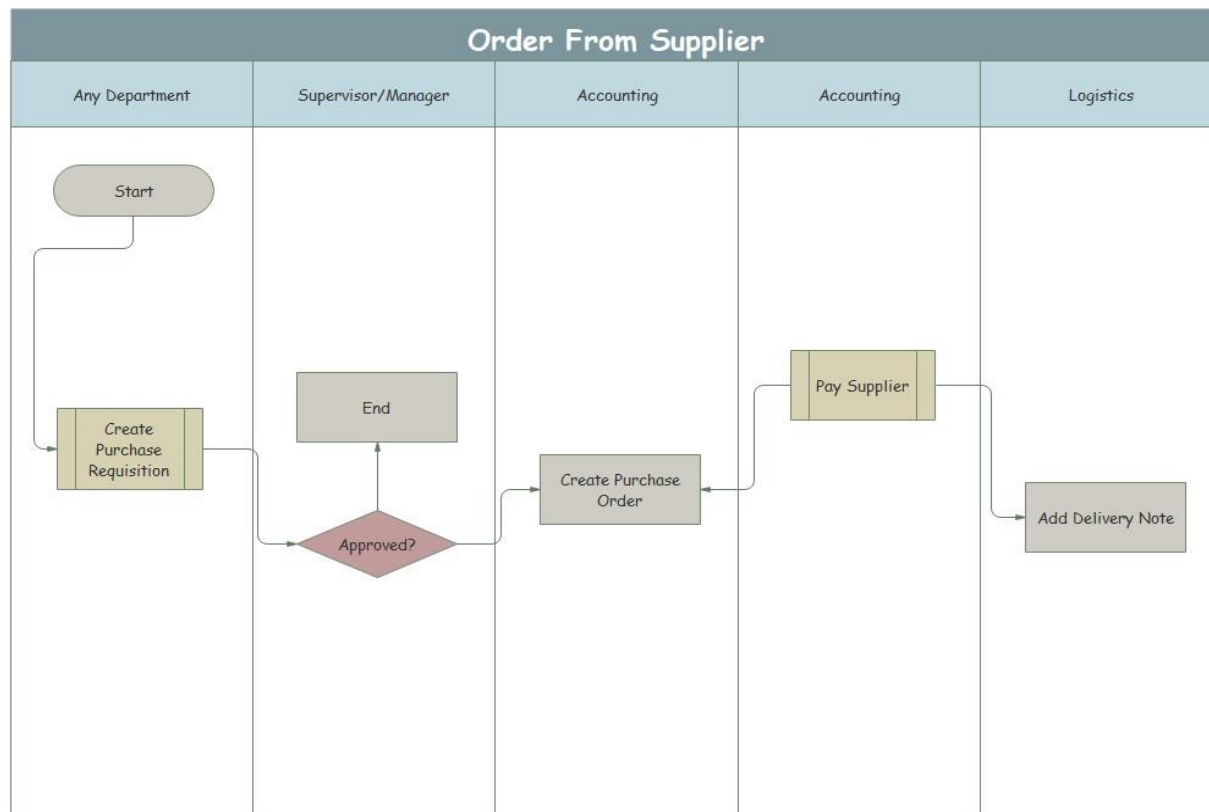 Order From Supplier
Any Department
Supervisor/Manager
Accounting
Accounting
Logistics
Start
Create
Purchase
Requisition
End
Approved?
Create Purchase
Order
Pay Supplier
Add Delivery Note